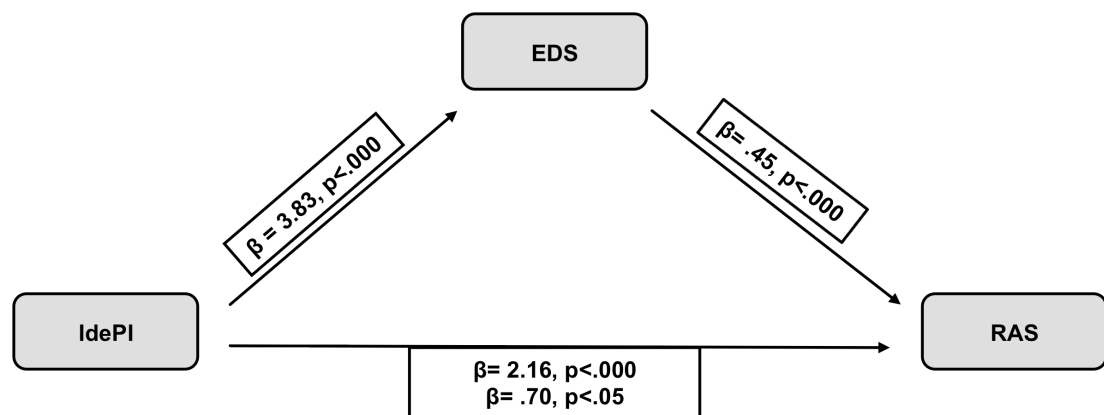 EDS
β = 3.83, p<.000
β= .45, p<.000
IdePI
RAS
β= 2.16, p<.000
β= .70, p<.05